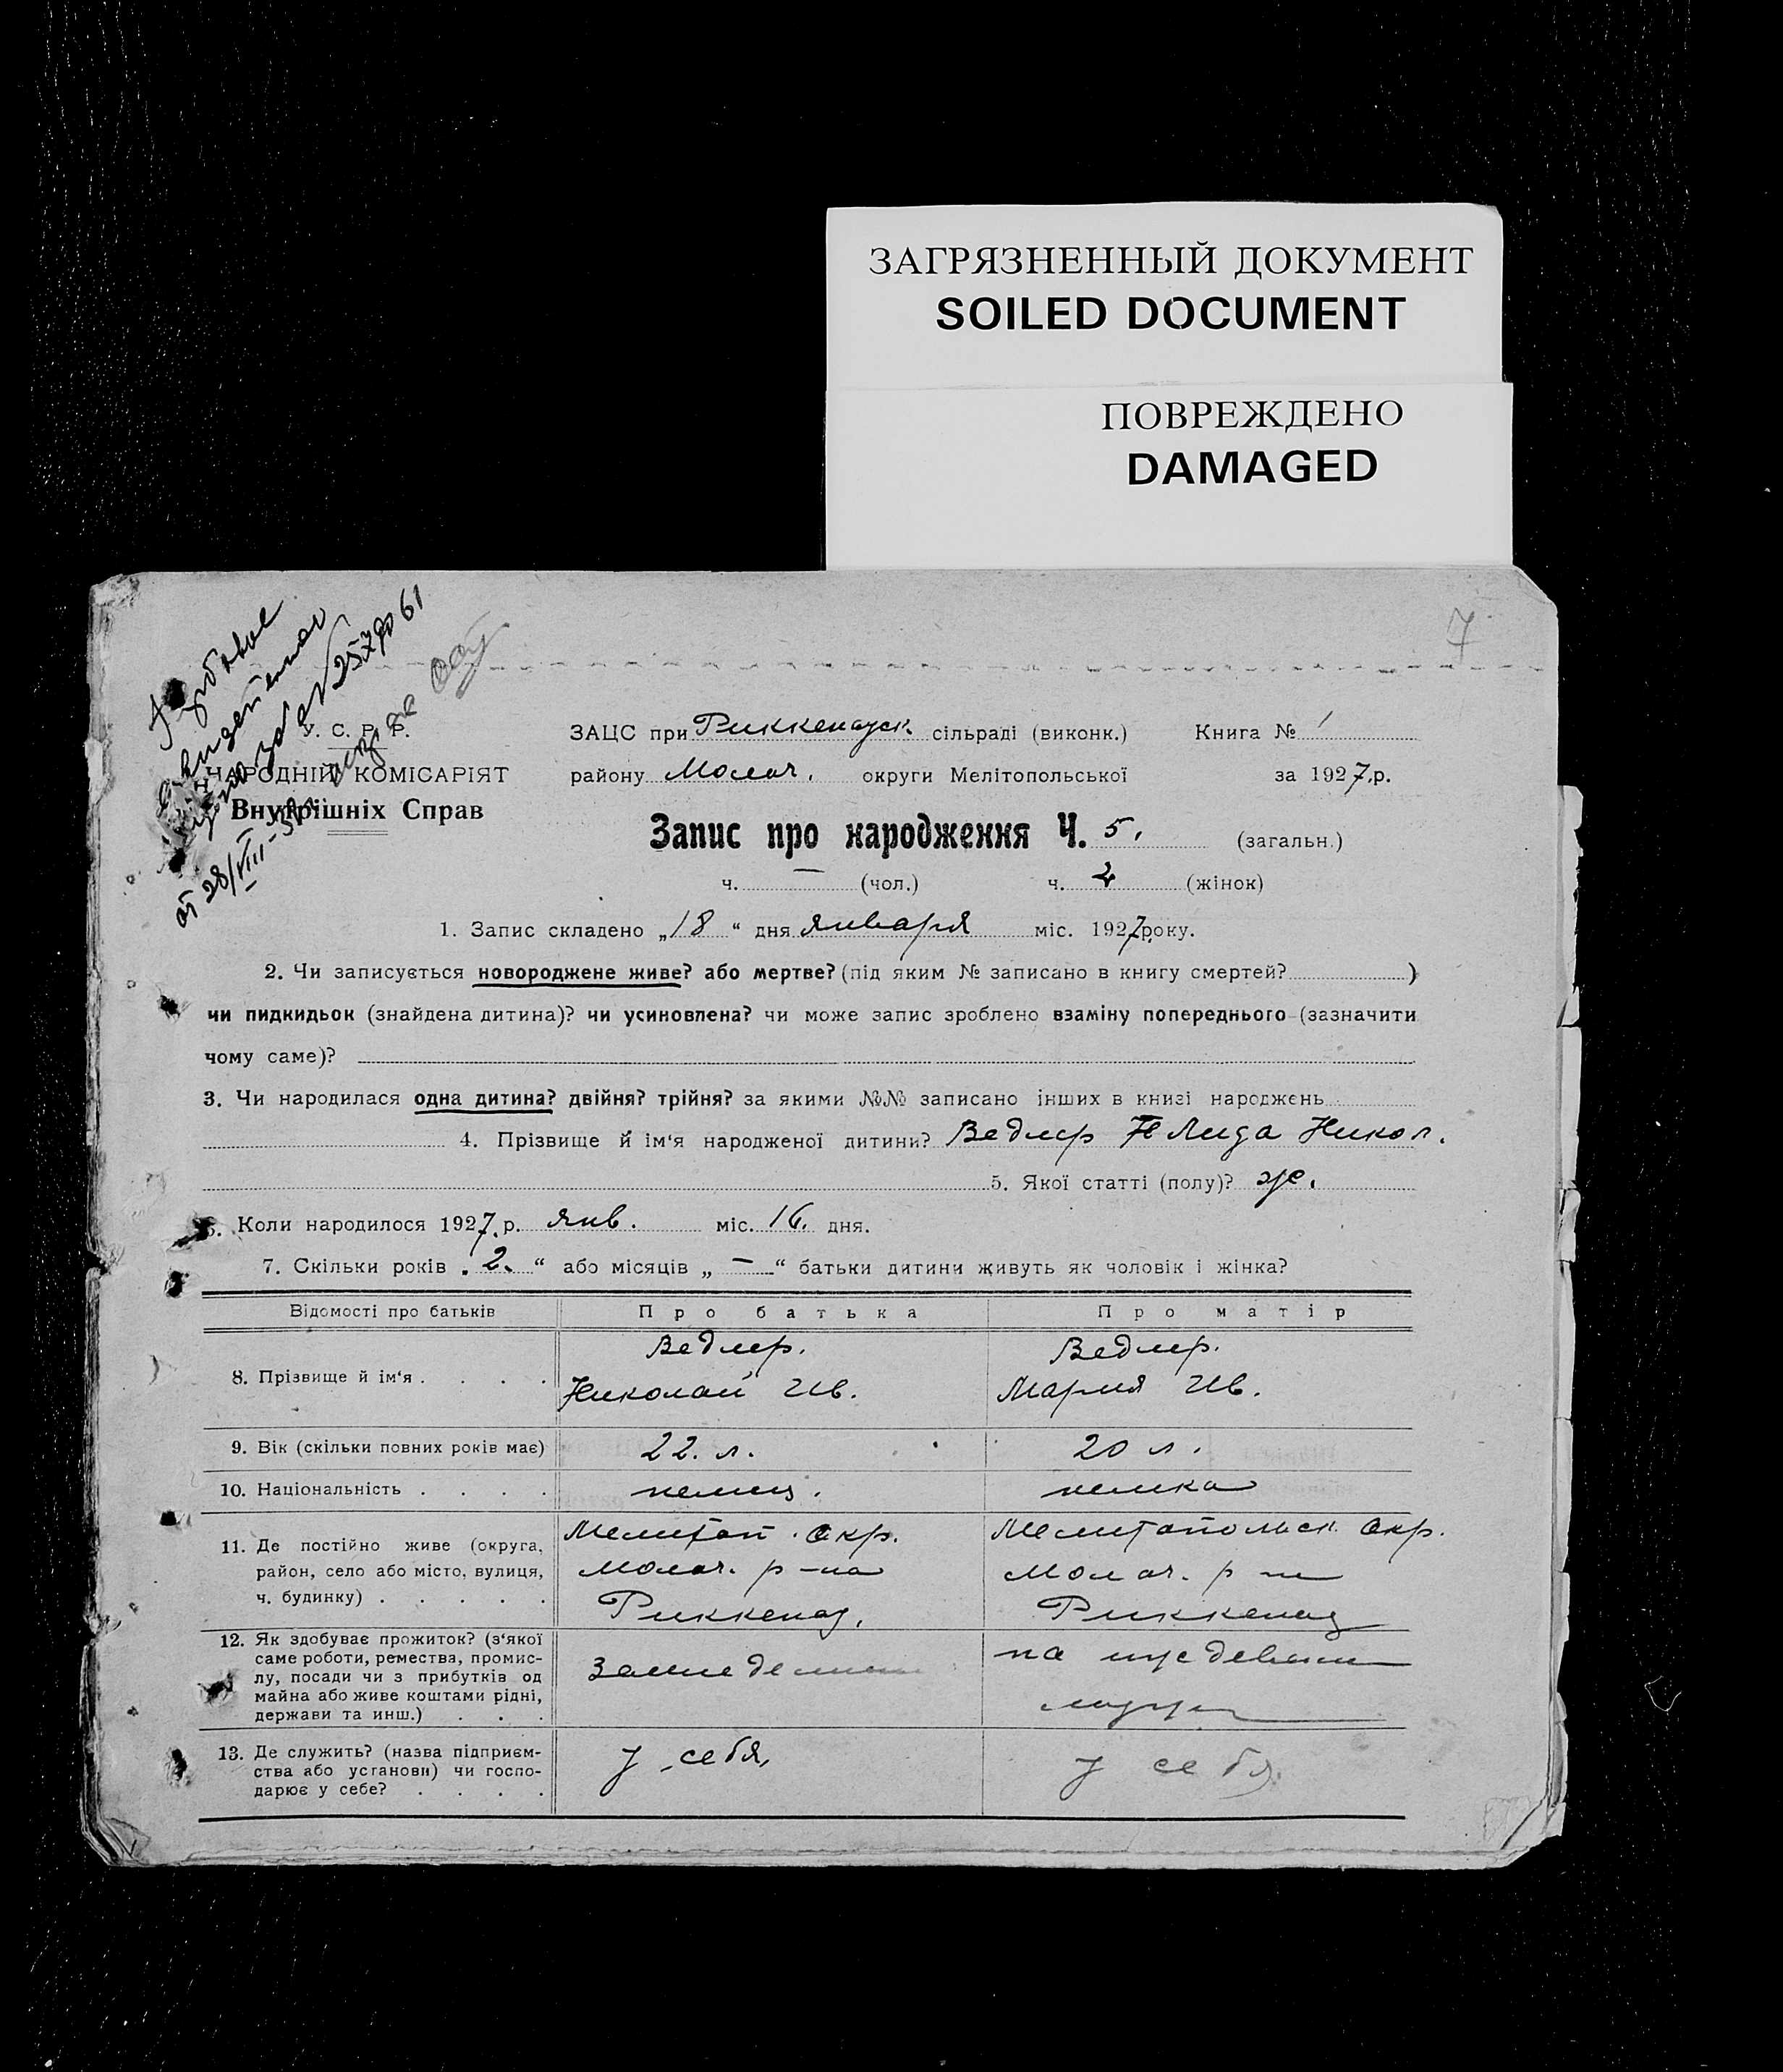 ЗАГРЯЗНЕННЫЙ ДОКУМЕНТ
SOILED DOCUMENT
ПОВРЕЖДЕНО
DAMAGED
7
от 28/VIII
У. С. Р. Р.
НАРОДНІЙ КОМІСАРІЯТ
Внутрішніх Справ
ЗАЦС при Риккенауск. сільраді (виконк.) Книга № 1
району Молоч. округи Мелітопольської за 1927.р.
Запис про народження Ч. 5. (загальн.)
ч. — (чол.) ч. 2 (жінок)
1. Запис складено „18“ дня января міс. 1927 року.
2. Чи записується новороджене живе? або мертве? (під яким № записано в книгу смертей? )
чи пидкидьок (знайдена дитина)? чи усиновлена? чи може запис зроблено взаміну попереднього (зазначити
чому саме)?
3. Чи народилася одна дитина? двійня? трійня? за якими №№ записано інших в книзі народжень
4. Прізвище й ім‘я народженої дитини? Ведлер Лида Никол.
5. Якої статті (полу)? ж.
6. Коли народилося 1927.р. янв. міс. 16. дня.
7. Скільки років „2.“ або місяців „—“ батьки дитини живуть як чоловік і жінка?
Відомості про батьків Про батька Про матір
8. Прізвище й ім‘я . . . . Ведлер. Ведлер.
Николай Ив. Мария Ив.
9. Вік (скільки повних років має) 22. л. 20 л.
10. Національність . . . . немец. немка
11. Де постійно живе (округа, Мелитоп. Окр. Мелитопольск. Окр.
район, село або місто, вулиця, Молоч. р-на Молоч. р-на
ч. будинку) . . . . . Риккенау, Риккенау
12. Як здобуває прожиток? (з‘якої
саме роботи, ремества, промис-
лу, посади чи з прибутків од
майна або живе коштами рідні,
держави та инш.) . . . Земледелием на иждевении
мужа
13. Де служить? (назва підприєм-
ства або установи) чи госпо-
дарює у себе? . . . . у себя, у себя.